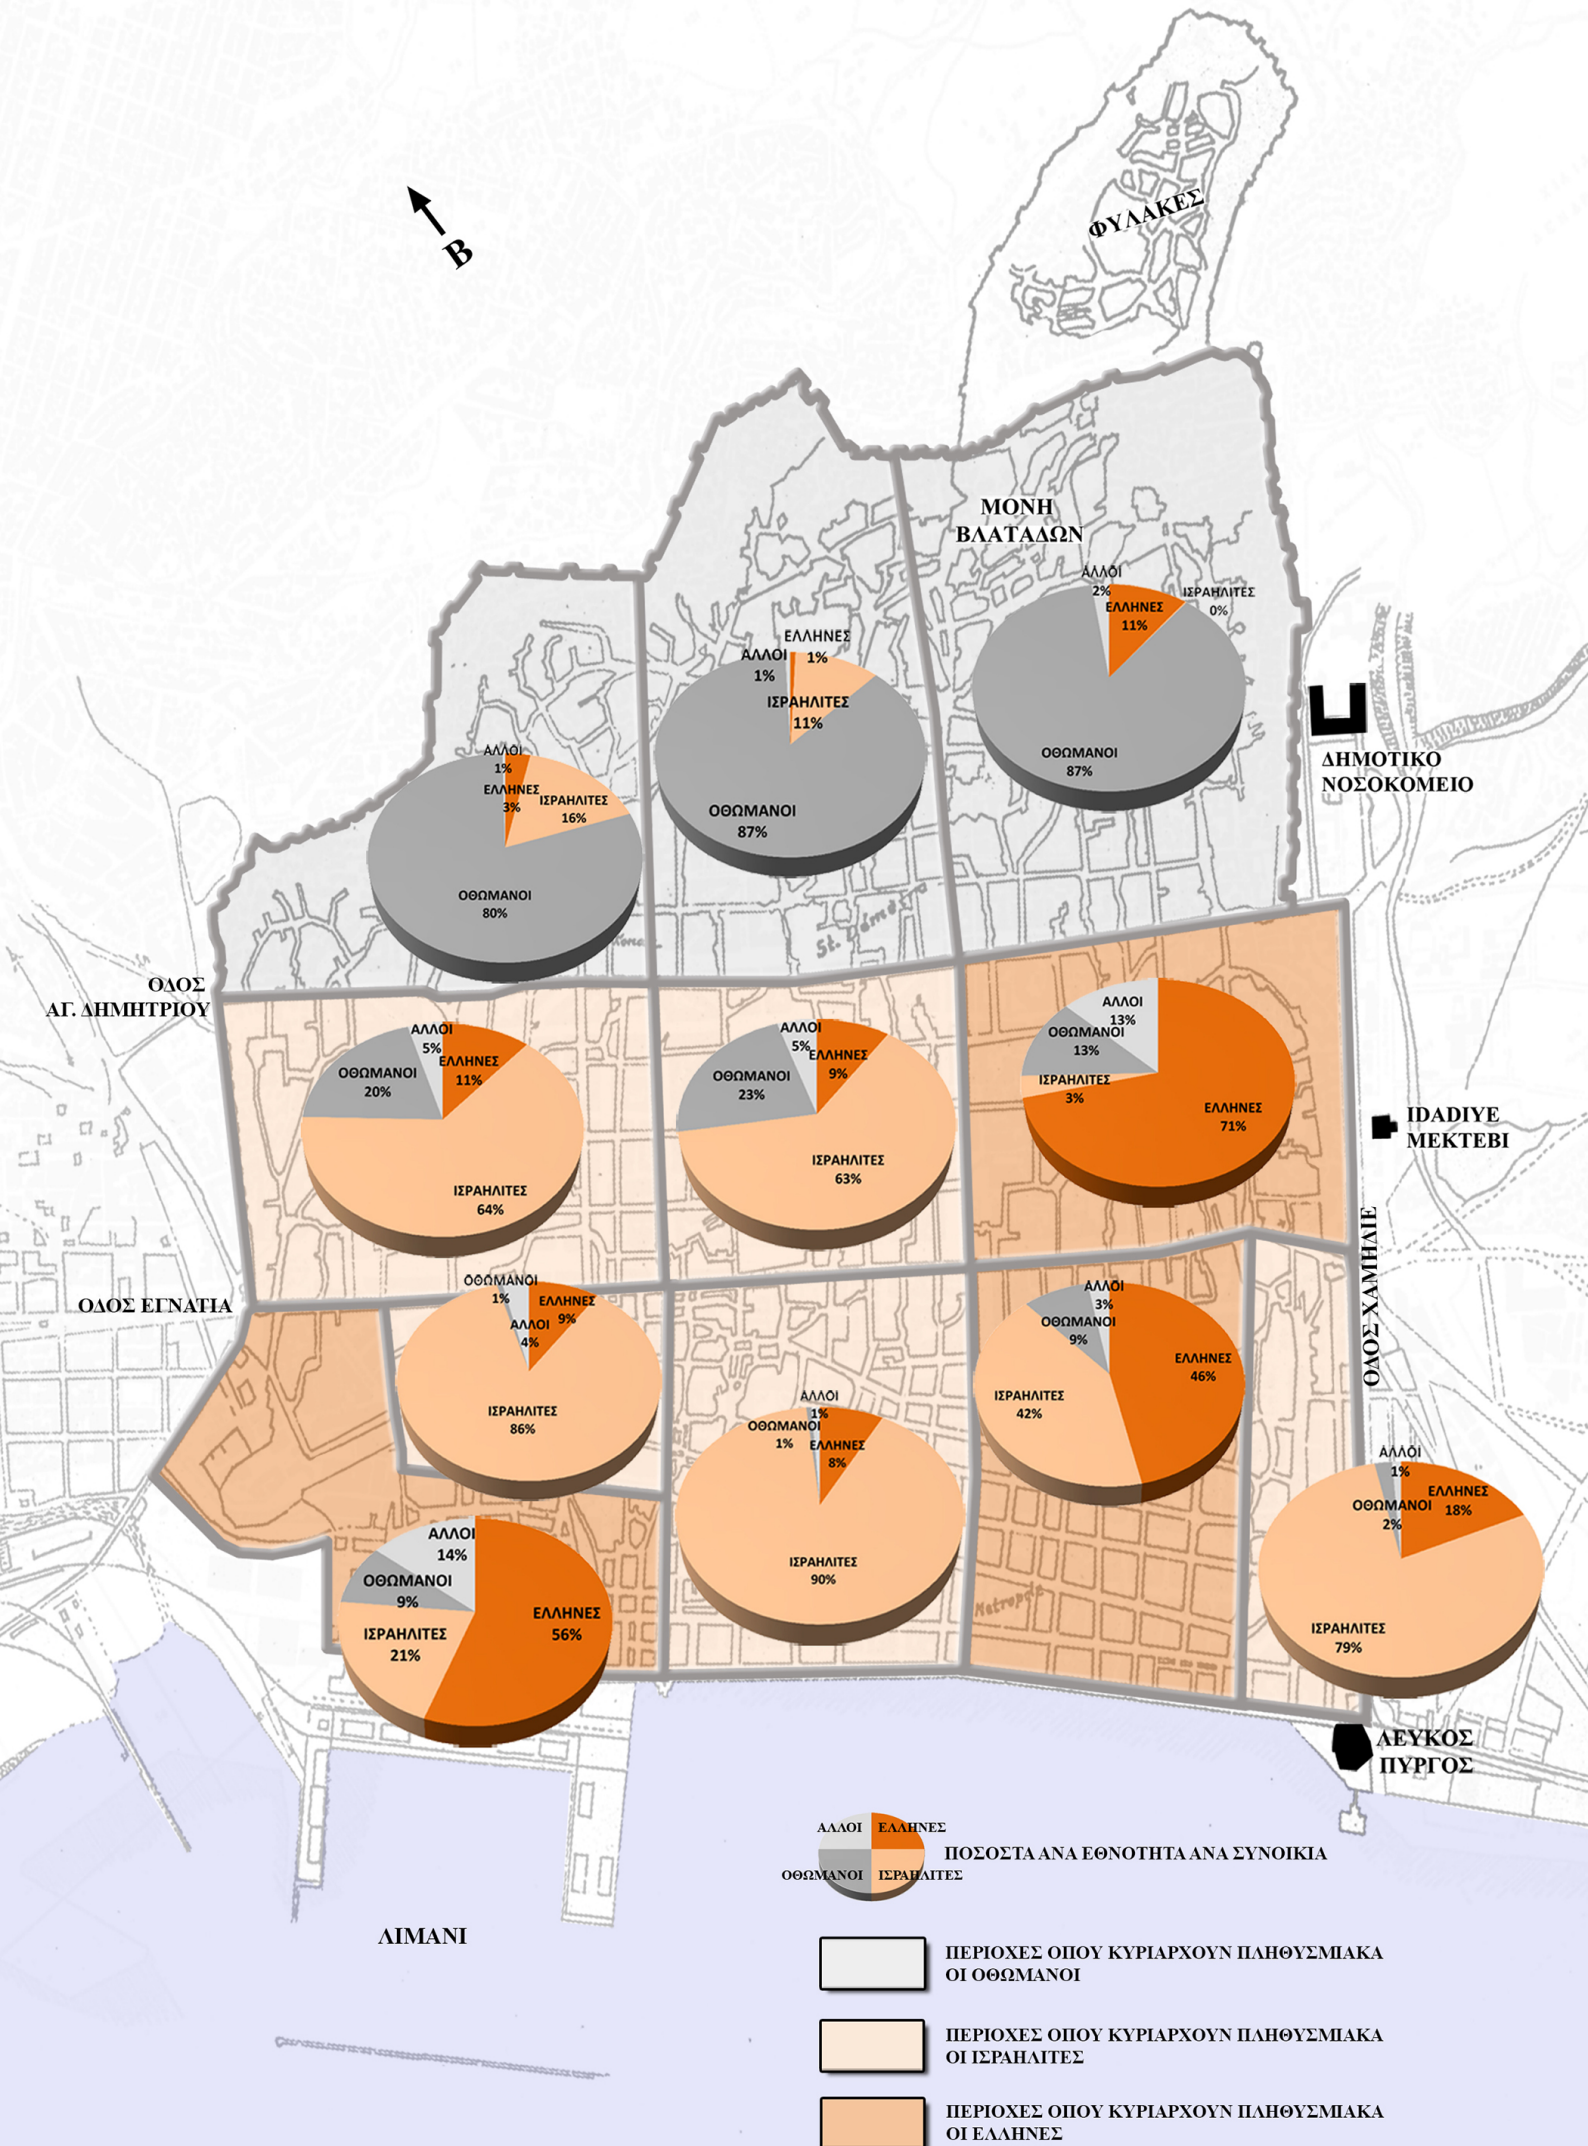 ΦΥΛΑΚΕΣ
Β
ΜΟΝΗ
ΒΛΑΤΑΔΩΝ
ΑΛΛΟΙ
2%
ΕΛΛΗΝΕΣ
11%
ΙΣΡΑΗΛΙΤΕΣ
0%
ΟΘΩΜΑΝΟΙ
87%
ΕΛΛΗΝΕΣ
1%
ΑΛΛΟΙ
1%
ΙΣΡΑΗΛΙΤΕΣ
11%
ΟΘΩΜΑΝΟΙ
87%
ΑΛΛΟΙ
1%
ΕΛΛΗΝΕΣ
3%
ΙΣΡΑΗΛΙΤΕΣ
16%
ΟΘΩΜΑΝΟΙ
80%
ΔΗΜΟΤΙΚΟ
ΝΟΣΟΚΟΜΕΙΟ
ΟΔΟΣ
ΑΓ. ΔΗΜΗΤΡΙΟΥ
ΑΛΛΟΙ
5%
ΕΛΛΗΝΕΣ
11%
ΟΘΩΜΑΝΟΙ
20%
ΙΣΡΑΗΛΙΤΕΣ
64%
ΑΛΛΟΙ
5%
ΕΛΛΗΝΕΣ
9%
ΟΘΩΜΑΝΟΙ
23%
ΙΣΡΑΗΛΙΤΕΣ
63%
ΑΛΛΟΙ
13%
ΟΘΩΜΑΝΟΙ
13%
ΙΣΡΑΗΛΙΤΕΣ
3%
ΕΛΛΗΝΕΣ
71%
IDADIYE
MEKTEBI
ΟΔΟΣ ΧΑΜΗΔΙΕ
ΟΔΟΣ ΕΓΝΑΤΙΑ
ΟΘΩΜΑΝΟΙ
1%
ΕΛΛΗΝΕΣ
9%
ΑΛΛΟΙ
4%
ΙΣΡΑΗΛΙΤΕΣ
86%
ΑΛΛΟΙ
1%
ΟΘΩΜΑΝΟΙ
1%
ΕΛΛΗΝΕΣ
8%
ΙΣΡΑΗΛΙΤΕΣ
90%
ΑΛΛΟΙ
3%
ΟΘΩΜΑΝΟΙ
9%
ΕΛΛΗΝΕΣ
46%
ΙΣΡΑΗΛΙΤΕΣ
42%
ΑΛΛΟΙ
1%
ΕΛΛΗΝΕΣ
18%
ΟΘΩΜΑΝΟΙ
2%
ΙΣΡΑΗΛΙΤΕΣ
79%
ΑΛΛΟΙ
14%
ΟΘΩΜΑΝΟΙ
9%
ΙΣΡΑΗΛΙΤΕΣ
21%
ΕΛΛΗΝΕΣ
56%
ΛΕΥΚΟΣ
ΠΥΡΓΟΣ
ΛΙΜΑΝΙ
ΑΛΛΟΙ
ΕΛΛΗΝΕΣ
ΟΘΩΜΑΝΟΙ
ΙΣΡΑΗΛΙΤΕΣ
ΠΟΣΟΣΤΑ ΑΝΑ ΕΘΝΟΤΗΤΑ ΑΝΑ ΣΥΝΟΙΚΙΑ
ΠΕΡΙΟΧΕΣ ΟΠΟΥ ΚΥΡΙΑΡΧΟΥΝ ΠΛΗΘΥΣΜΙΑΚΑ
ΟΙ ΟΘΩΜΑΝΟΙ
ΠΕΡΙΟΧΕΣ ΟΠΟΥ ΚΥΡΙΑΡΧΟΥΝ ΠΛΗΘΥΣΜΙΑΚΑ
ΟΙ ΙΣΡΑΗΛΙΤΕΣ
ΠΕΡΙΟΧΕΣ ΟΠΟΥ ΚΥΡΙΑΡΧΟΥΝ ΠΛΗΘΥΣΜΙΑΚΑ
ΟΙ ΕΛΛΗΝΕΣ